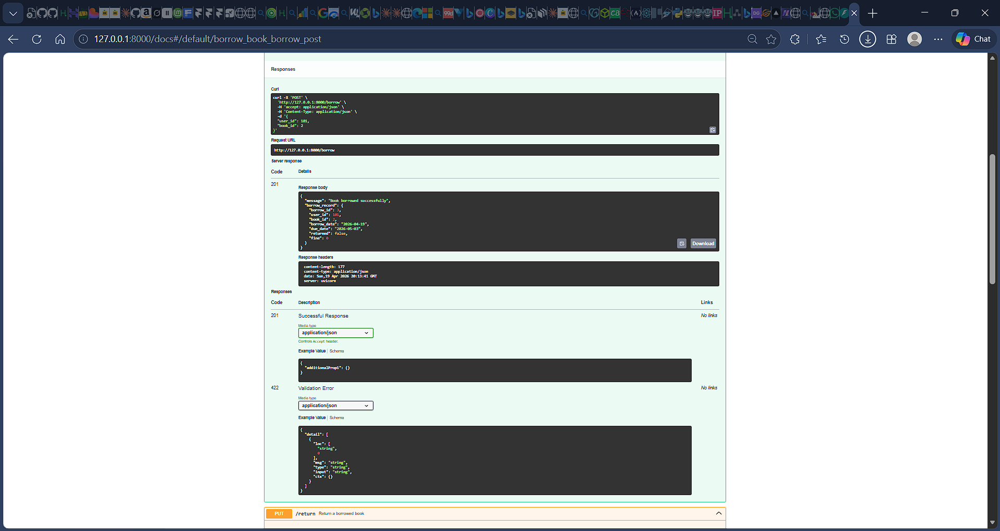 127.0.0.1:8000/docs#/default/borrow_book_borrow_post
Chat
Responses
Curl
curl -X 'POST' \
'http://127.0.0.1:8000/borrow' \
-H 'accept: application/json' \
-H 'Content-Type: application/json' \
-d '{
"user_id": 101,
"book_id": 2
}'
Request URL
http://127.0.0.1:8000/borrow
Server response
Code Details
201
Response body
{
"message": "Book borrowed successfully",
"borrow_record": {
"borrow_id": 3,
"user_id": 101,
"book_id": 2,
"borrow_date": "2026-04-19",
"due_date": "2026-05-03",
"returned": false,
"fine": 0
}
}
Download
Response headers
content-length: 177
content-type: application/json
date: Sun,19 Apr 2026 20:13:41 GMT
server: uvicorn
Responses
Code Description Links
201 Successful Response No links
Media type
application/json
Controls Accept header.
Example Value Schema
{
"additionalProp1": {}
}
422 Validation Error No links
Media type
application/json
Example Value Schema
{
"detail": [
{
"loc": [
"string",
0
],
"msg": "string",
"type": "string",
"input": "string",
"ctx": {}
}
]
}
PUT /return Return a borrowed book